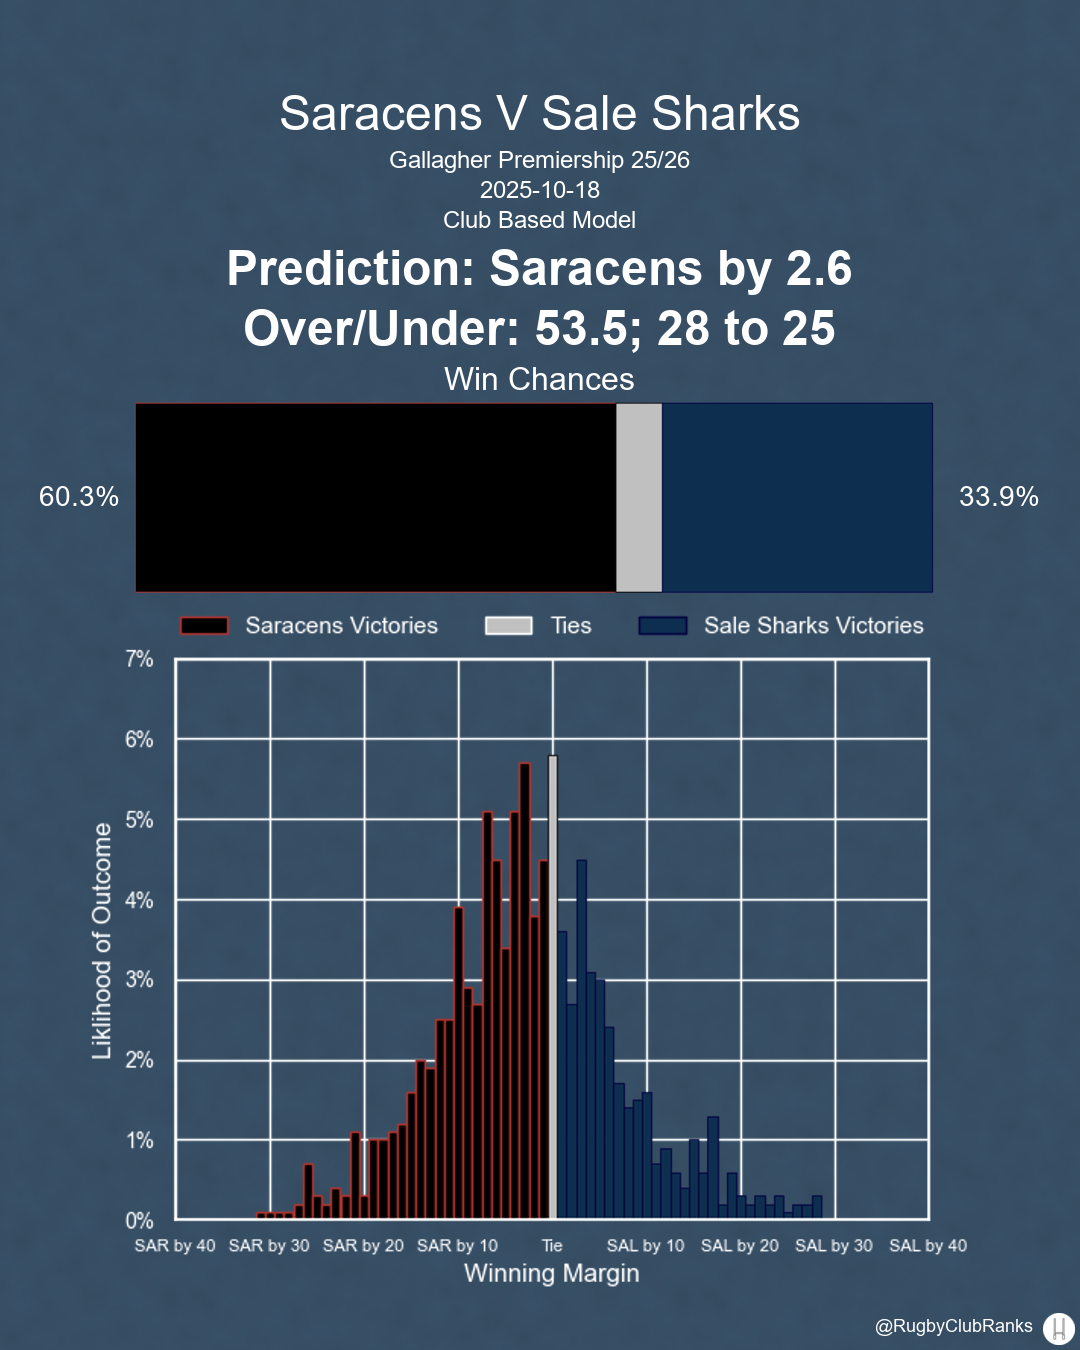 Saracens V Sale Sharks
Gallagher Premiership 25/26
2025-10-18
Club Based Model
Prediction: Saracens by 2.6
Over/Under: 53.5; 28 to 25
Win Chances
60.3%
33.9%
Saracens Victories
Ties
Sale Sharks Victories
7%
6%
5%
4%
3%
2%
1%
0%
Liklihood of Outcome
SAR by 40
SAR by 30
SAR by 20
SAR by 10
Tie
SAL by 10
SAL by 20
SAL by 30
SAL by 40
Winning Margin
@RugbyClubRanks